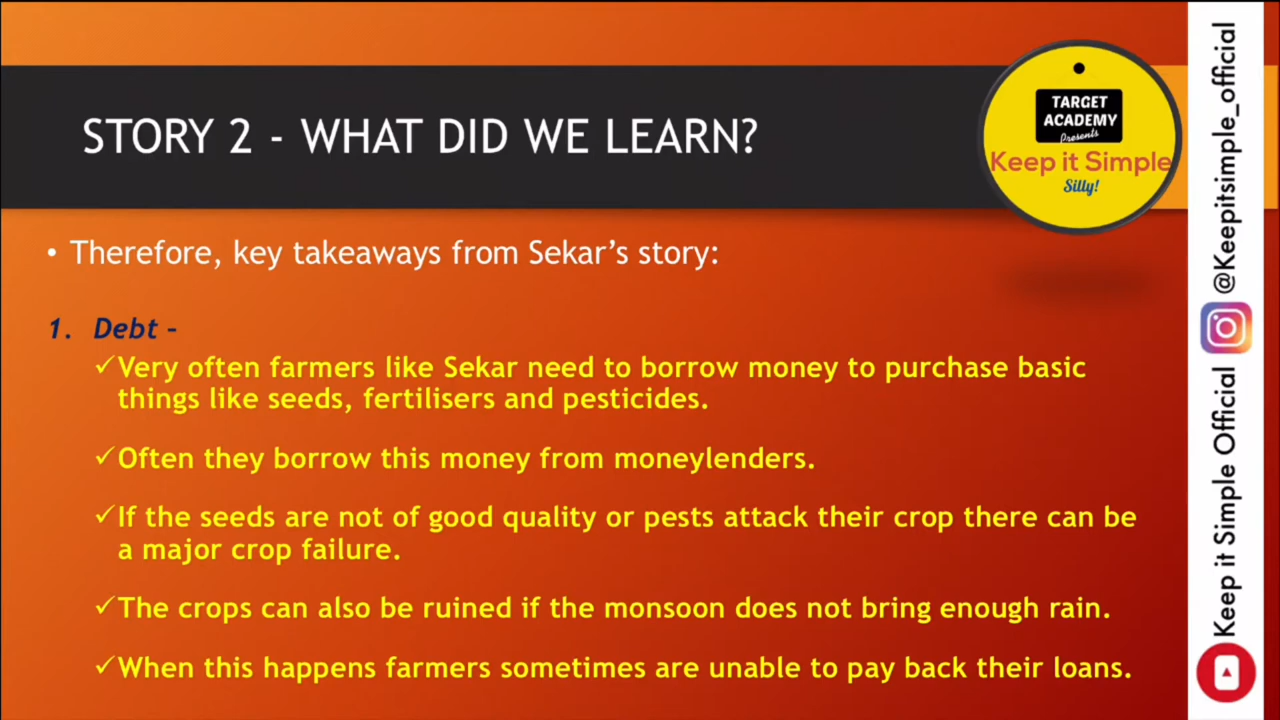 STORY 2 - WHAT DID WE LEARN?
TARGET
ACADEMY
Presents
Keep it Simple
Silly!
• Therefore, key takeaways from Sekar’s story:
1. Debt -
✓Very often farmers like Sekar need to borrow money to purchase basic
things like seeds, fertilisers and pesticides.
✓Often they borrow this money from moneylenders.
✓If the seeds are not of good quality or pests attack their crop there can be
a major crop failure.
✓The crops can also be ruined if the monsoon does not bring enough rain.
✓When this happens farmers sometimes are unable to pay back their loans.
@Keepitsimple_official
Keep it Simple Official